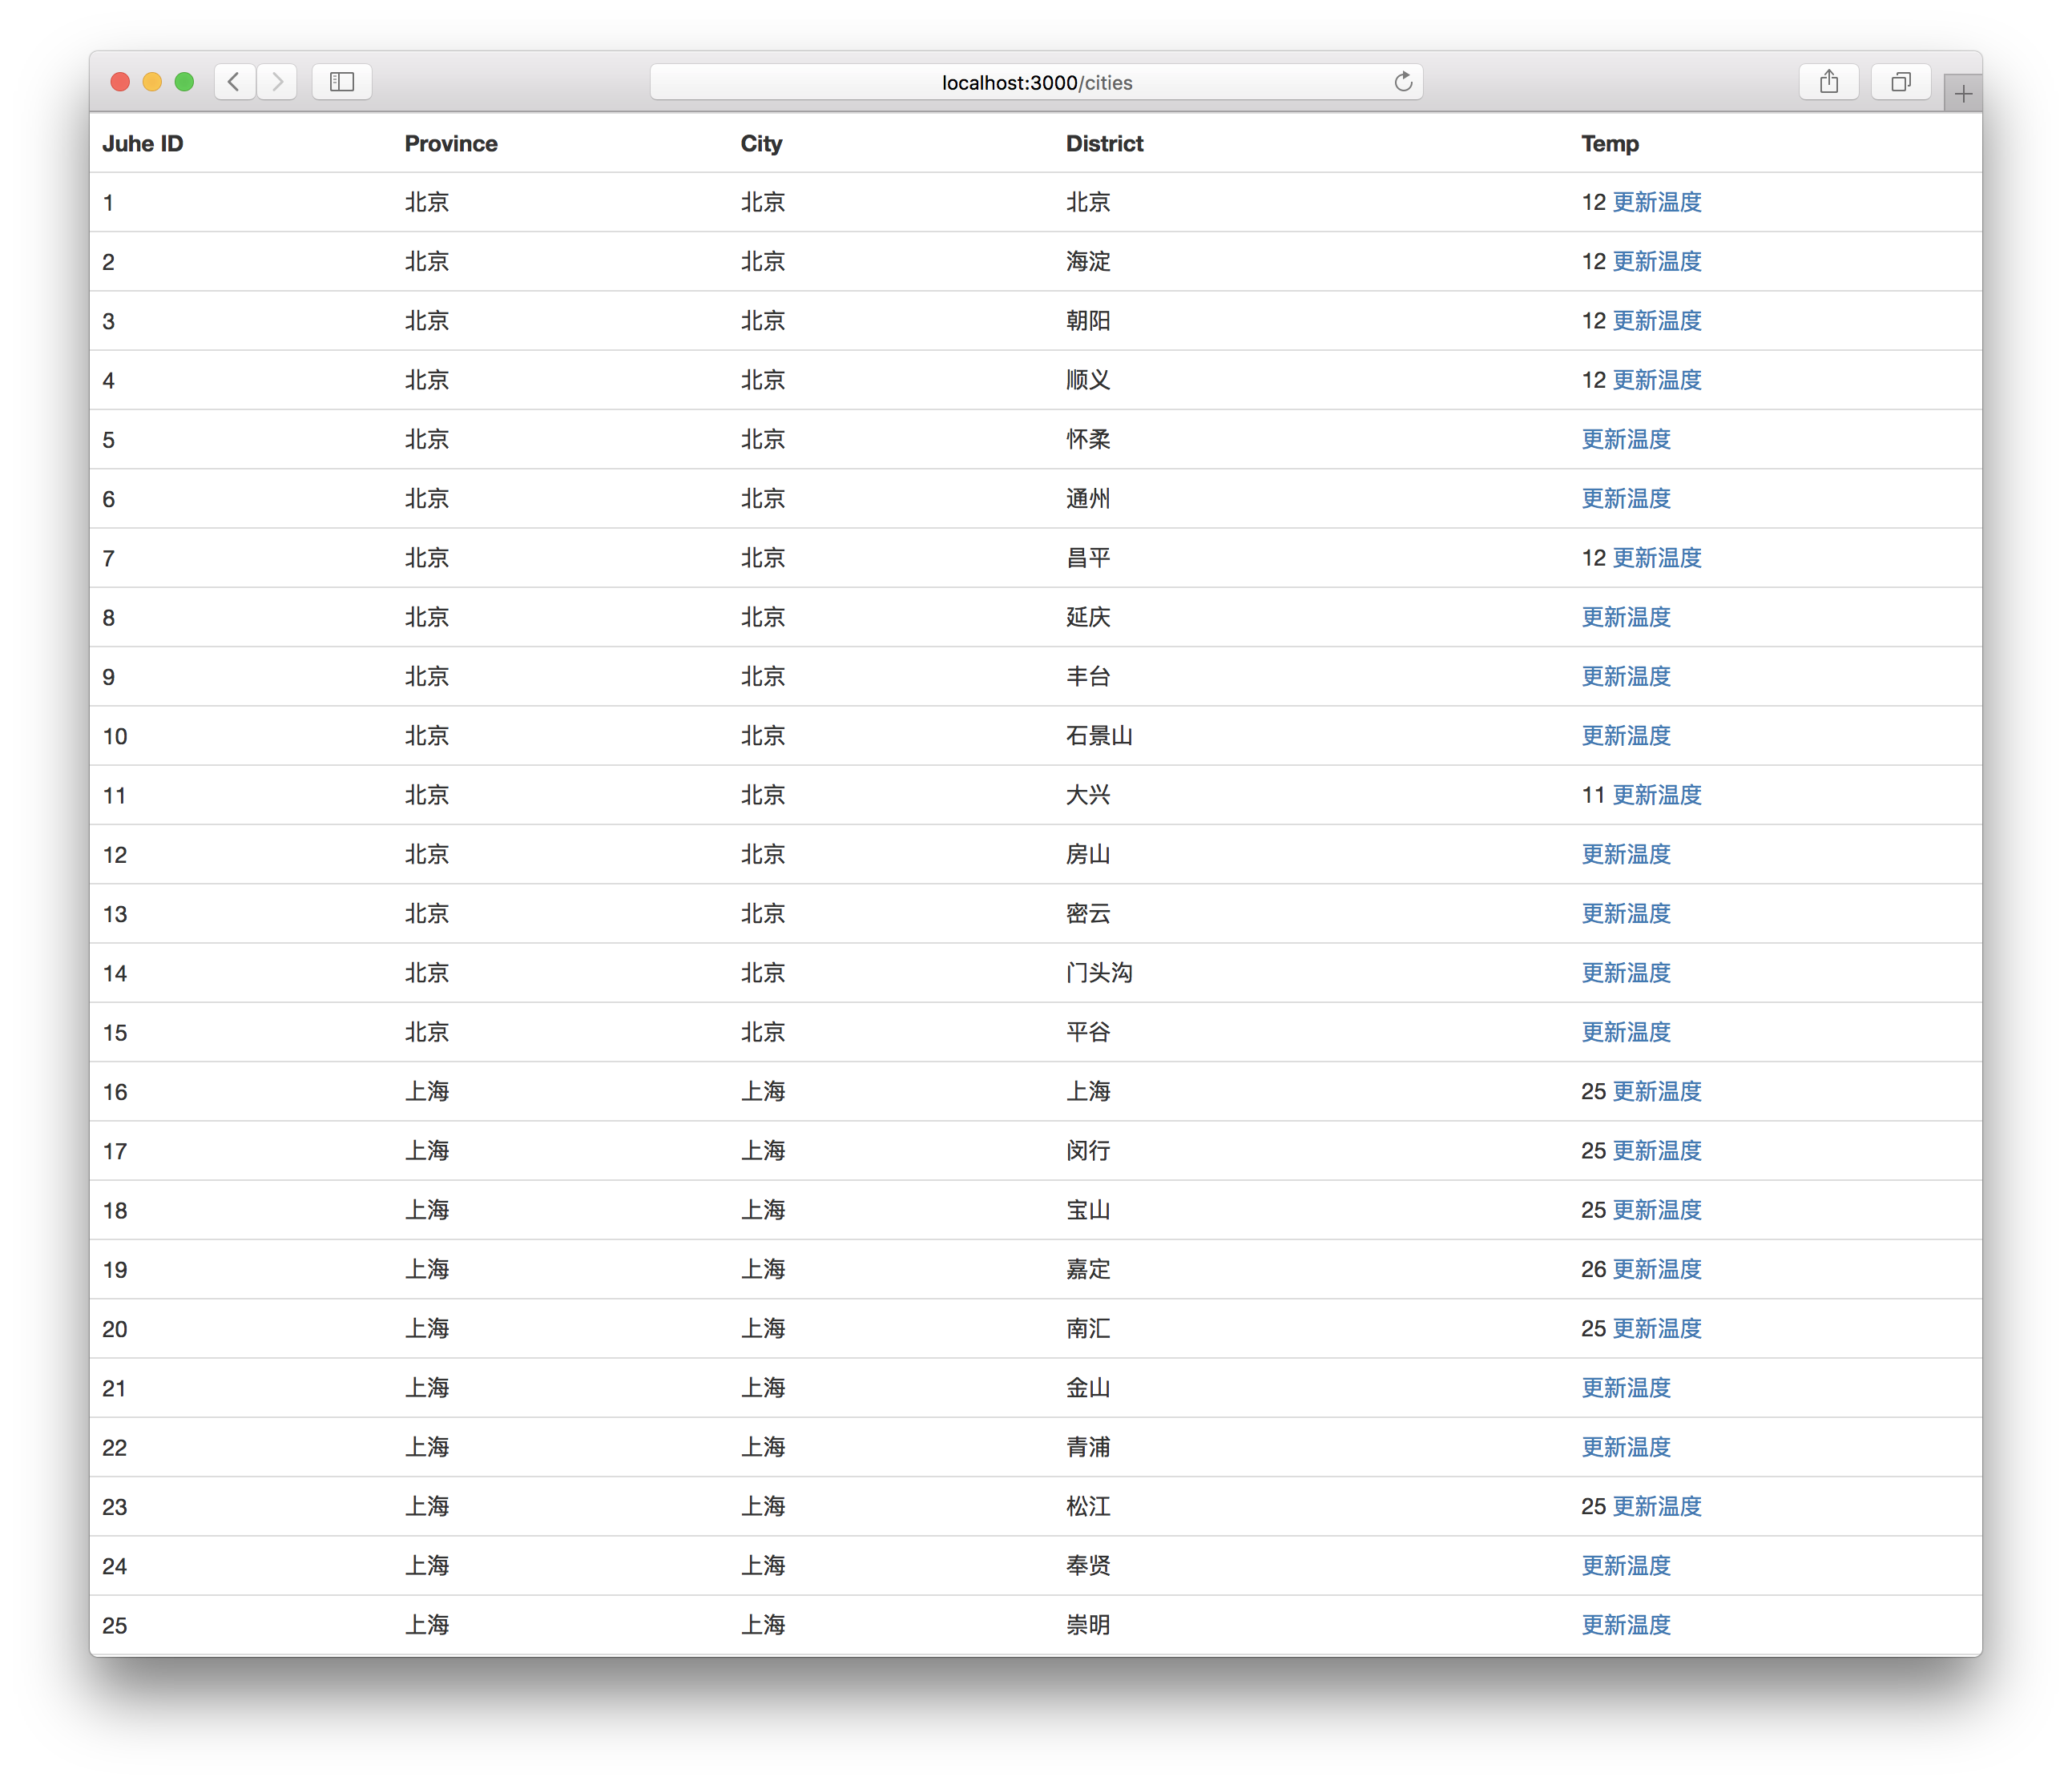 localhost:3000/cities
Juhe ID Province City District Temp
1 北京 北京 北京 12 更新温度
2 北京 北京 海淀 12 更新温度
3 北京 北京 朝阳 12 更新温度
4 北京 北京 顺义 12 更新温度
5 北京 北京 怀柔 更新温度
6 北京 北京 通州 更新温度
7 北京 北京 昌平 12 更新温度
8 北京 北京 延庆 更新温度
9 北京 北京 丰台 更新温度
10 北京 北京 石景山 更新温度
11 北京 北京 大兴 11 更新温度
12 北京 北京 房山 更新温度
13 北京 北京 密云 更新温度
14 北京 北京 门头沟 更新温度
15 北京 北京 平谷 更新温度
16 上海 上海 上海 25 更新温度
17 上海 上海 闵行 25 更新温度
18 上海 上海 宝山 25 更新温度
19 上海 上海 嘉定 26 更新温度
20 上海 上海 南汇 25 更新温度
21 上海 上海 金山 更新温度
22 上海 上海 青浦 更新温度
23 上海 上海 松江 25 更新温度
24 上海 上海 奉贤 更新温度
25 上海 上海 崇明 更新温度